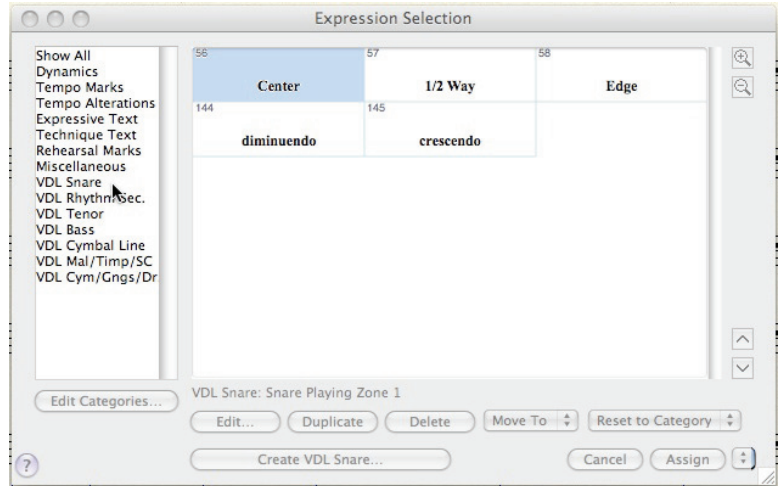 Expression Selection
Show All
Dynamics
Tempo Marks
Tempo Alterations
Expressive Text
Technique Text
Rehearsal Marks
Miscellaneous
VDL Snare
VDL Rhythm Sec.
VDL Tenor
VDL Bass
VDL Cymbal Line
VDL Mal/Timp/SC
VDL Cym/Gngs/Dr
Edit Categories...
56 57 58
Center 1/2 Way Edge
144 145
diminuendo crescendo
VDL Snare: Snare Playing Zone 1
Edit... Duplicate Delete Move To Reset to Category
? Create VDL Snare... Cancel Assign